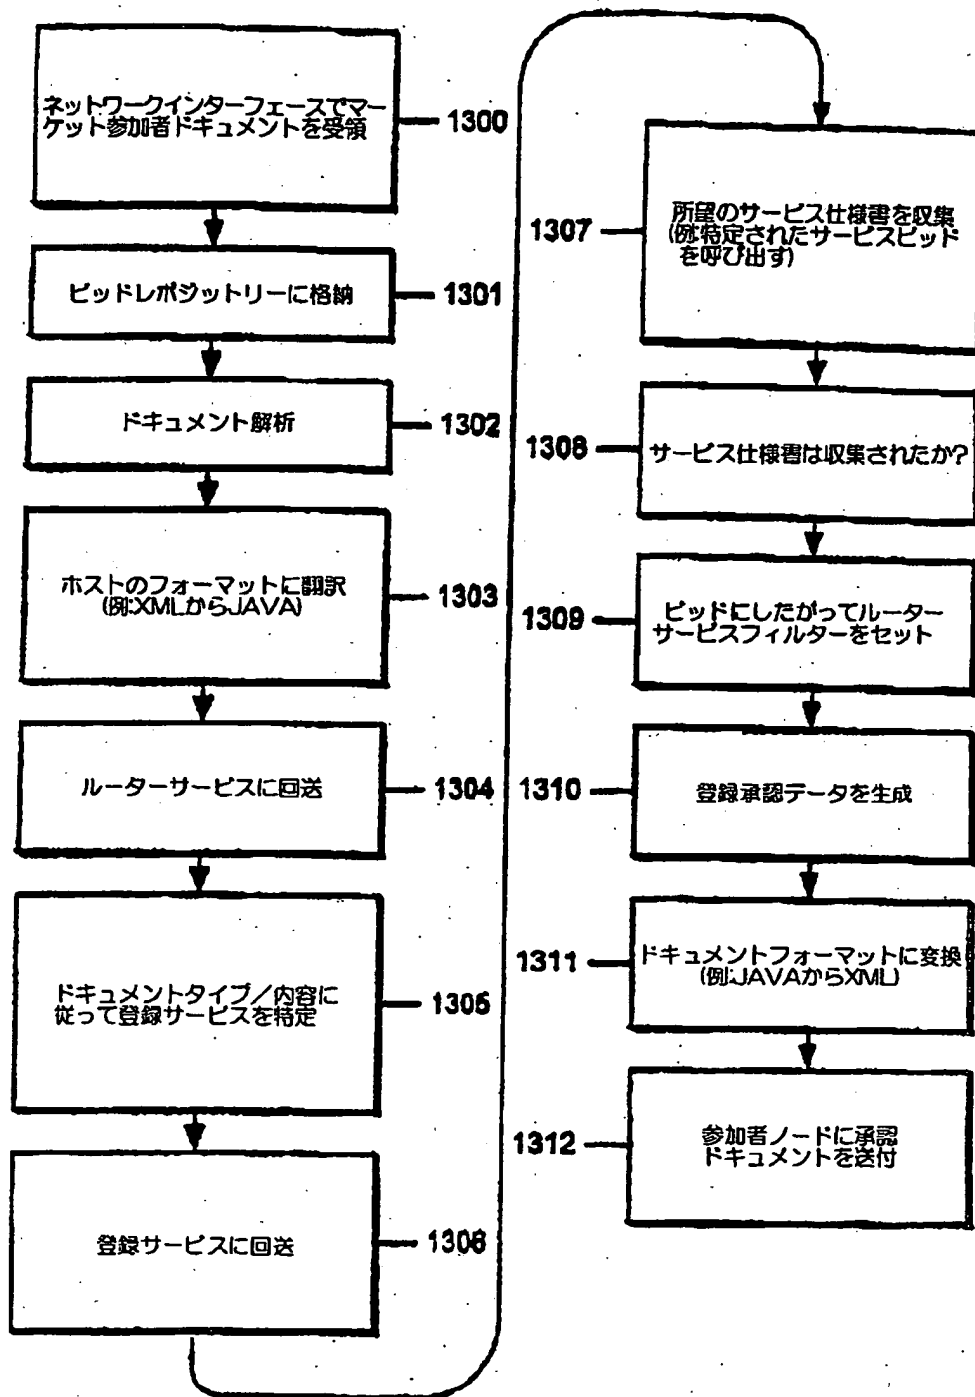 ネットワークインターフェースでマー
ケット参加者ドキュメントを受領
1300
ビッドレポジットリーに格納
1301
ドキュメント解析
1302
ホストのフォーマットに翻訳
(例:XMLからJAVA)
1303
ルーターサービスに回送
1304
ドキュメントタイプ/内容に
従って登録サービスを特定
1305
登録サービスに回送
1306
所望のサービス仕様書を収集
(例:特定されたサービスビッド
を呼び出す)
1307
サービス仕様書は収集されたか?
1308
ビッドにしたがってルーター
サービスフィルターをセット
1309
登録承認データを生成
1310
ドキュメントフォーマットに変換
(例:JAVAからXML)
1311
参加者ノードに承認
ドキュメントを送付
1312